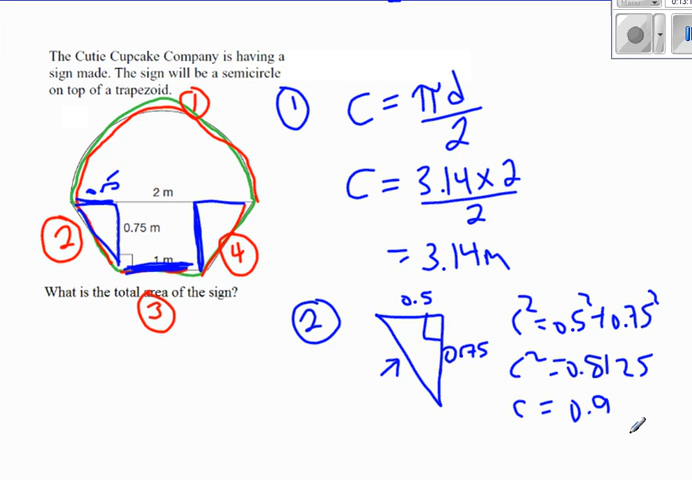 The Cutie Cupcake Company is having a
sign made. The sign will be a semicircle
on top of a trapezoid.
①
.5
2 m
②
0.75 m
④
1 m
What is the total area of the sign?
③
① C = πd/2
C = 3.14 × 2/2
= 3.14m
②
0.5
0.75
c² = 0.5² + 0.75²
c² = 0.8125
c = 0.9